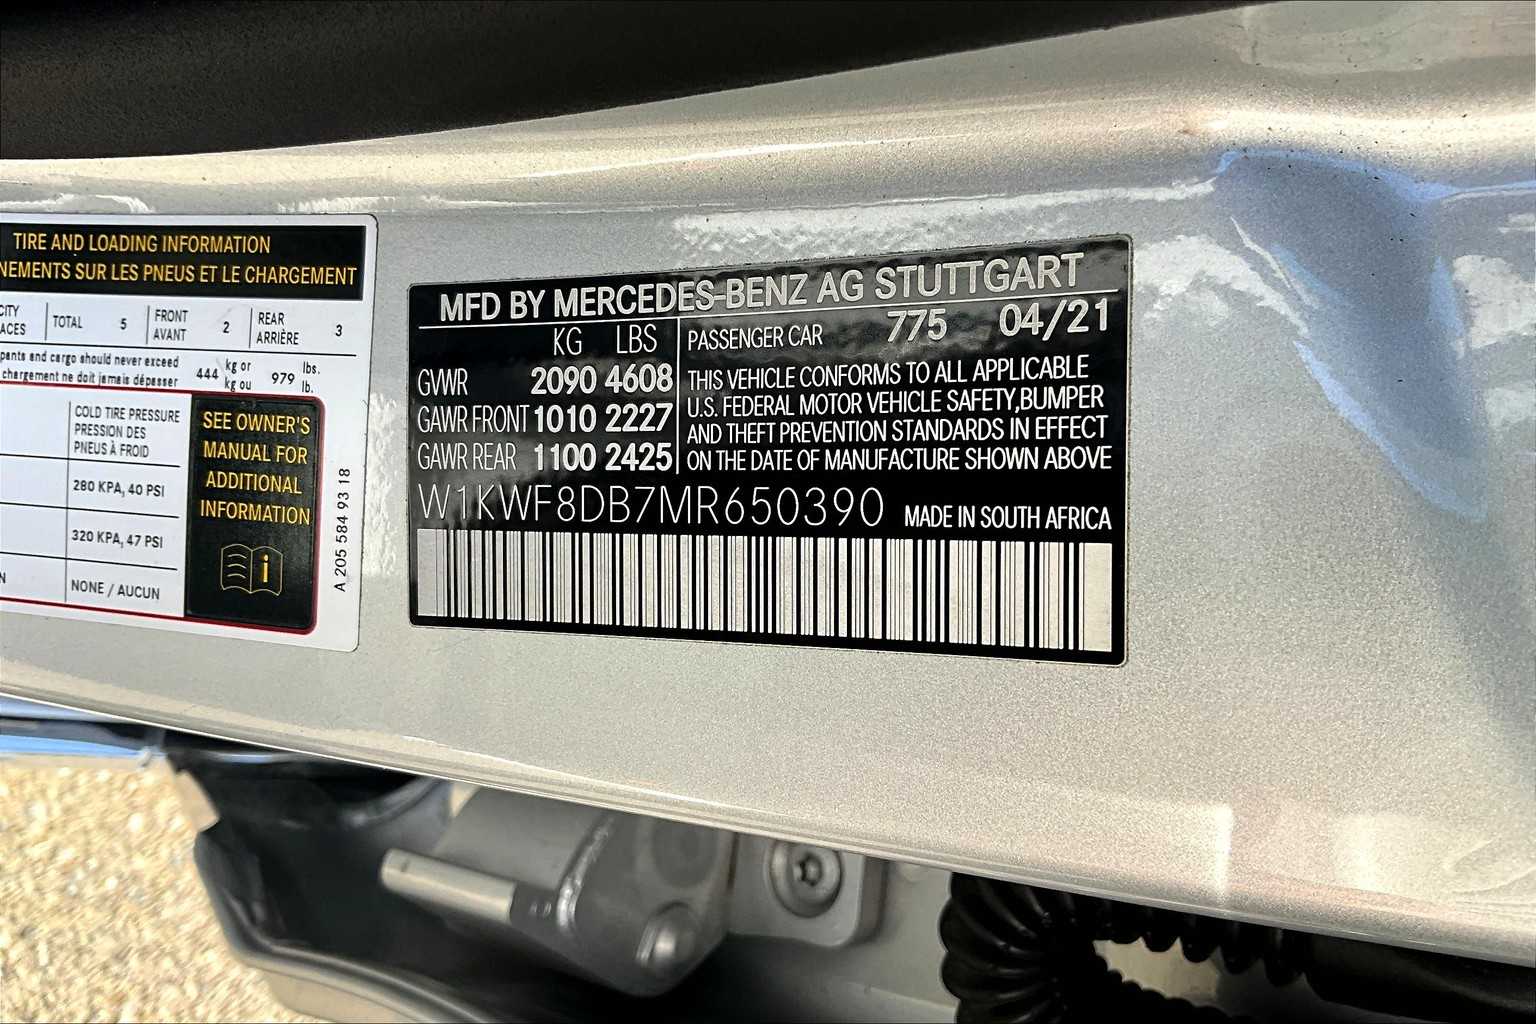 TIRE AND LOADING INFORMATION
SUR LES PNEUS ET LE CHARGEMENT
TOTAL 5
FRONT 2 REAR 3
AVANT ARRIÈRE
and cargo should never exceed 444 kg or 979 lbs.
chargement ne doit jamais dépasser kg ou lb.
COLD TIRE PRESSURE
PRESSION DES
PNEUS À FROID
280 KPA, 40 PSI
320 KPA, 47 PSI
NONE / AUCUN
SEE OWNER'S
MANUAL FOR
ADDITIONAL
INFORMATION
i
A 205 584 93 18
MFD BY MERCEDES-BENZ AG STUTTGART
KG LBS
GVWR 2090 4608
GAWR FRONT 1010 2227
GAWR REAR 1100 2425
PASSENGER CAR 775 04/21
THIS VEHICLE CONFORMS TO ALL APPLICABLE
U.S. FEDERAL MOTOR VEHICLE SAFETY,BUMPER
AND THEFT PREVENTION STANDARDS IN EFFECT
ON THE DATE OF MANUFACTURE SHOWN ABOVE
W1KWF8DB7MR650390 MADE IN SOUTH AFRICA